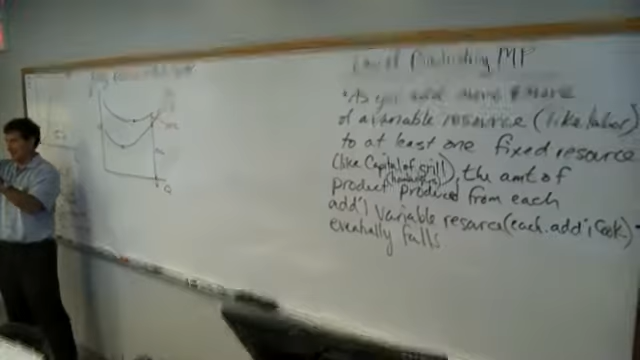 Law of Diminishing MP
"As you add more & more
of a variable resource (like labor)
to at least one fixed resource
(like Capital of grill), the amt of
product produced from each
add'l variable resource (each add'l Cook) -
eventually falls
Q